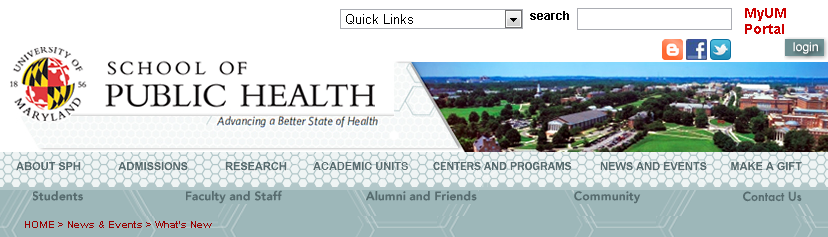 Quick Links
search
MyUM
Portal
login
UNIVERSITY OF
18 56
MARYLAND
SCHOOL OF
PUBLIC HEALTH
Advancing a Better State of Health
ABOUT SPH ADMISSIONS RESEARCH ACADEMIC UNITS CENTERS AND PROGRAMS NEWS AND EVENTS MAKE A GIFT
Students Faculty and Staff Alumni and Friends Community Contact Us
HOME > News & Events > What's New